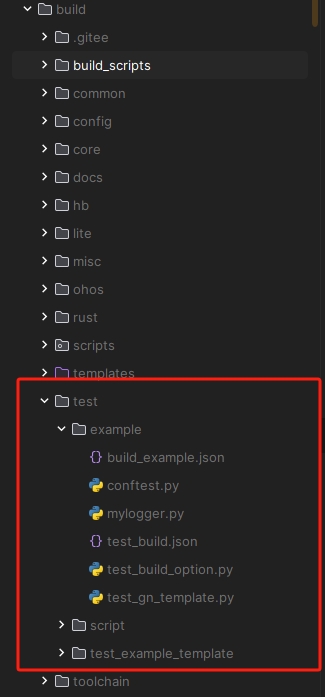 build
.gitee
build_scripts
common
config
core
docs
hb
lite
misc
ohos
rust
scripts
templates
test
example
build_example.json
conftest.py
mylogger.py
test_build.json
test_build_option.py
test_gn_template.py
script
test_example_template
toolchain